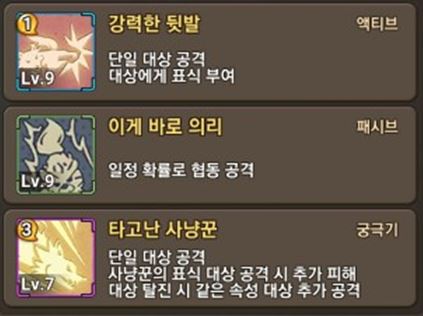 1
강력한 뒷발
액티브
단일 대상 공격
대상에게 표식 부여
Lv.9
이게 바로 의리
패시브
일정 확률로 협동 공격
Lv.9
3
타고난 사냥꾼
궁극기
단일 대상 공격
사냥꾼의 표식 대상 공격 시 추가 피해
대상 탈진 시 같은 속성 대상 추가 공격
Lv.7